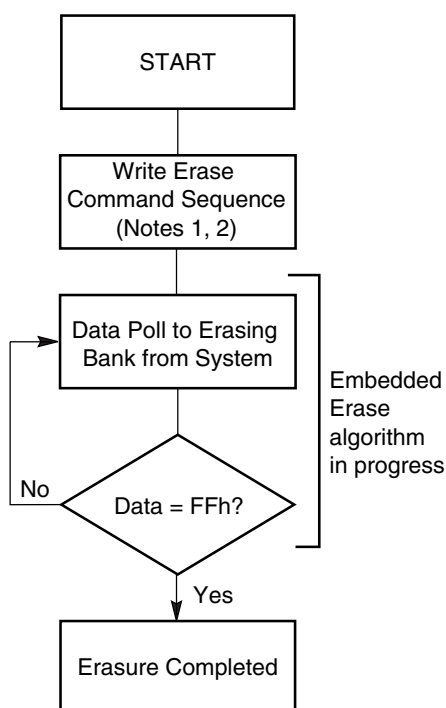 START
Write Erase
Command Sequence
(Notes 1, 2)
Data Poll to Erasing
Bank from System
Embedded
Erase
algorithm
in progress
No
Data = FFh?
Yes
Erasure Completed